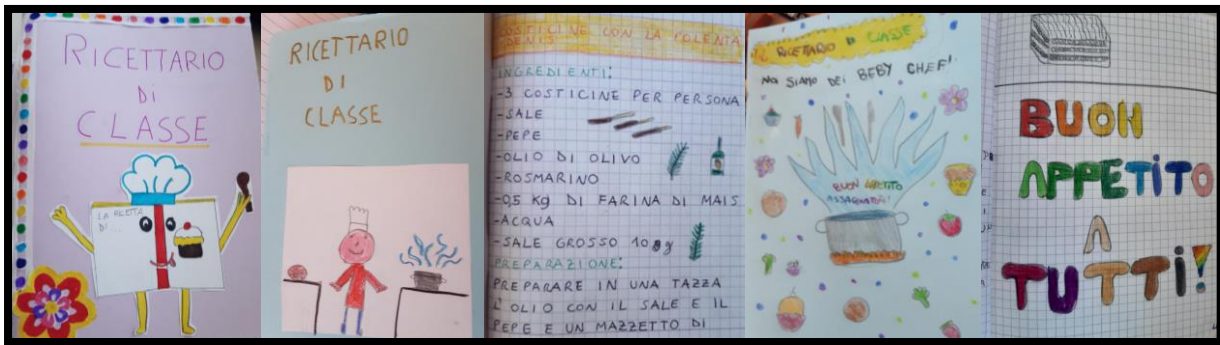 RICETTARIO
Di
CLASSE
LA RICETTA
DI...
RICETTARIO
DI
CLASSE
COSTICINE CON LA POLENTA
DENIS
INGREDIENTI:
-3 COSTICINE PER PERSONA
-SALE
-PEPE
-OLIO DI OLIVO
-ROSMARINO
-0,5 Kg DI FARINA DI MAIS
-ACQUA
-SALE GROSSO 10 g
PREPARAZIONE:
PREPARARE IN UNA TAZZA
L'OLIO CON IL SALE E IL
PEPE E UN MAZZETTO DI
RICETTARIO DI CLASSE
NOI SIAMO DEI BEBY CHEF!
BUON APETITO
BUON
APPETITO
A
TUTTI!